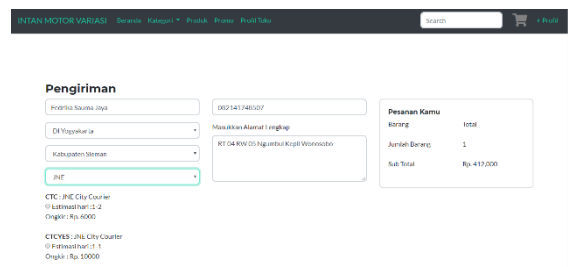 INTAN MOTOR VARIASI Beranda Kategori Produk Promo Profil Toko Search + Profil
Pengiriman
Fedrika Sauma Jaya 082141748507
DI Yogyakarta
Masukkan Alamat Lengkap
Kabupaten Sleman
RT 04 RW 05 Ngumbul Kepil Wonosobo
JNE
CTC : JNE City Courier
Estimasi hari :1-2
Ongkir : Rp. 6000
CTCYES : JNE City Courier
Estimasi hari :1-1
Ongkir : Rp. 10000
Pesanan Kamu
Barang Total
Jumlah Barang 1
Sub Total Rp. 412,000